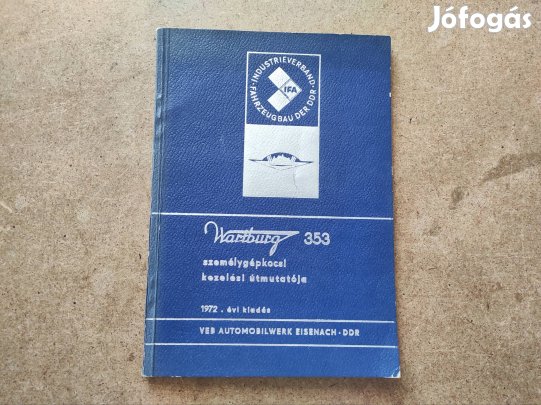 Jófogás
INDUSTRIEVERBAND-FAHRZEUGBAU DER DDR
IFA
Wartburg 353
személygépkocsi
kezelési útmutatója
1972. évi kiadás
VEB AUTOMOBILWERK EISENACH-DDR